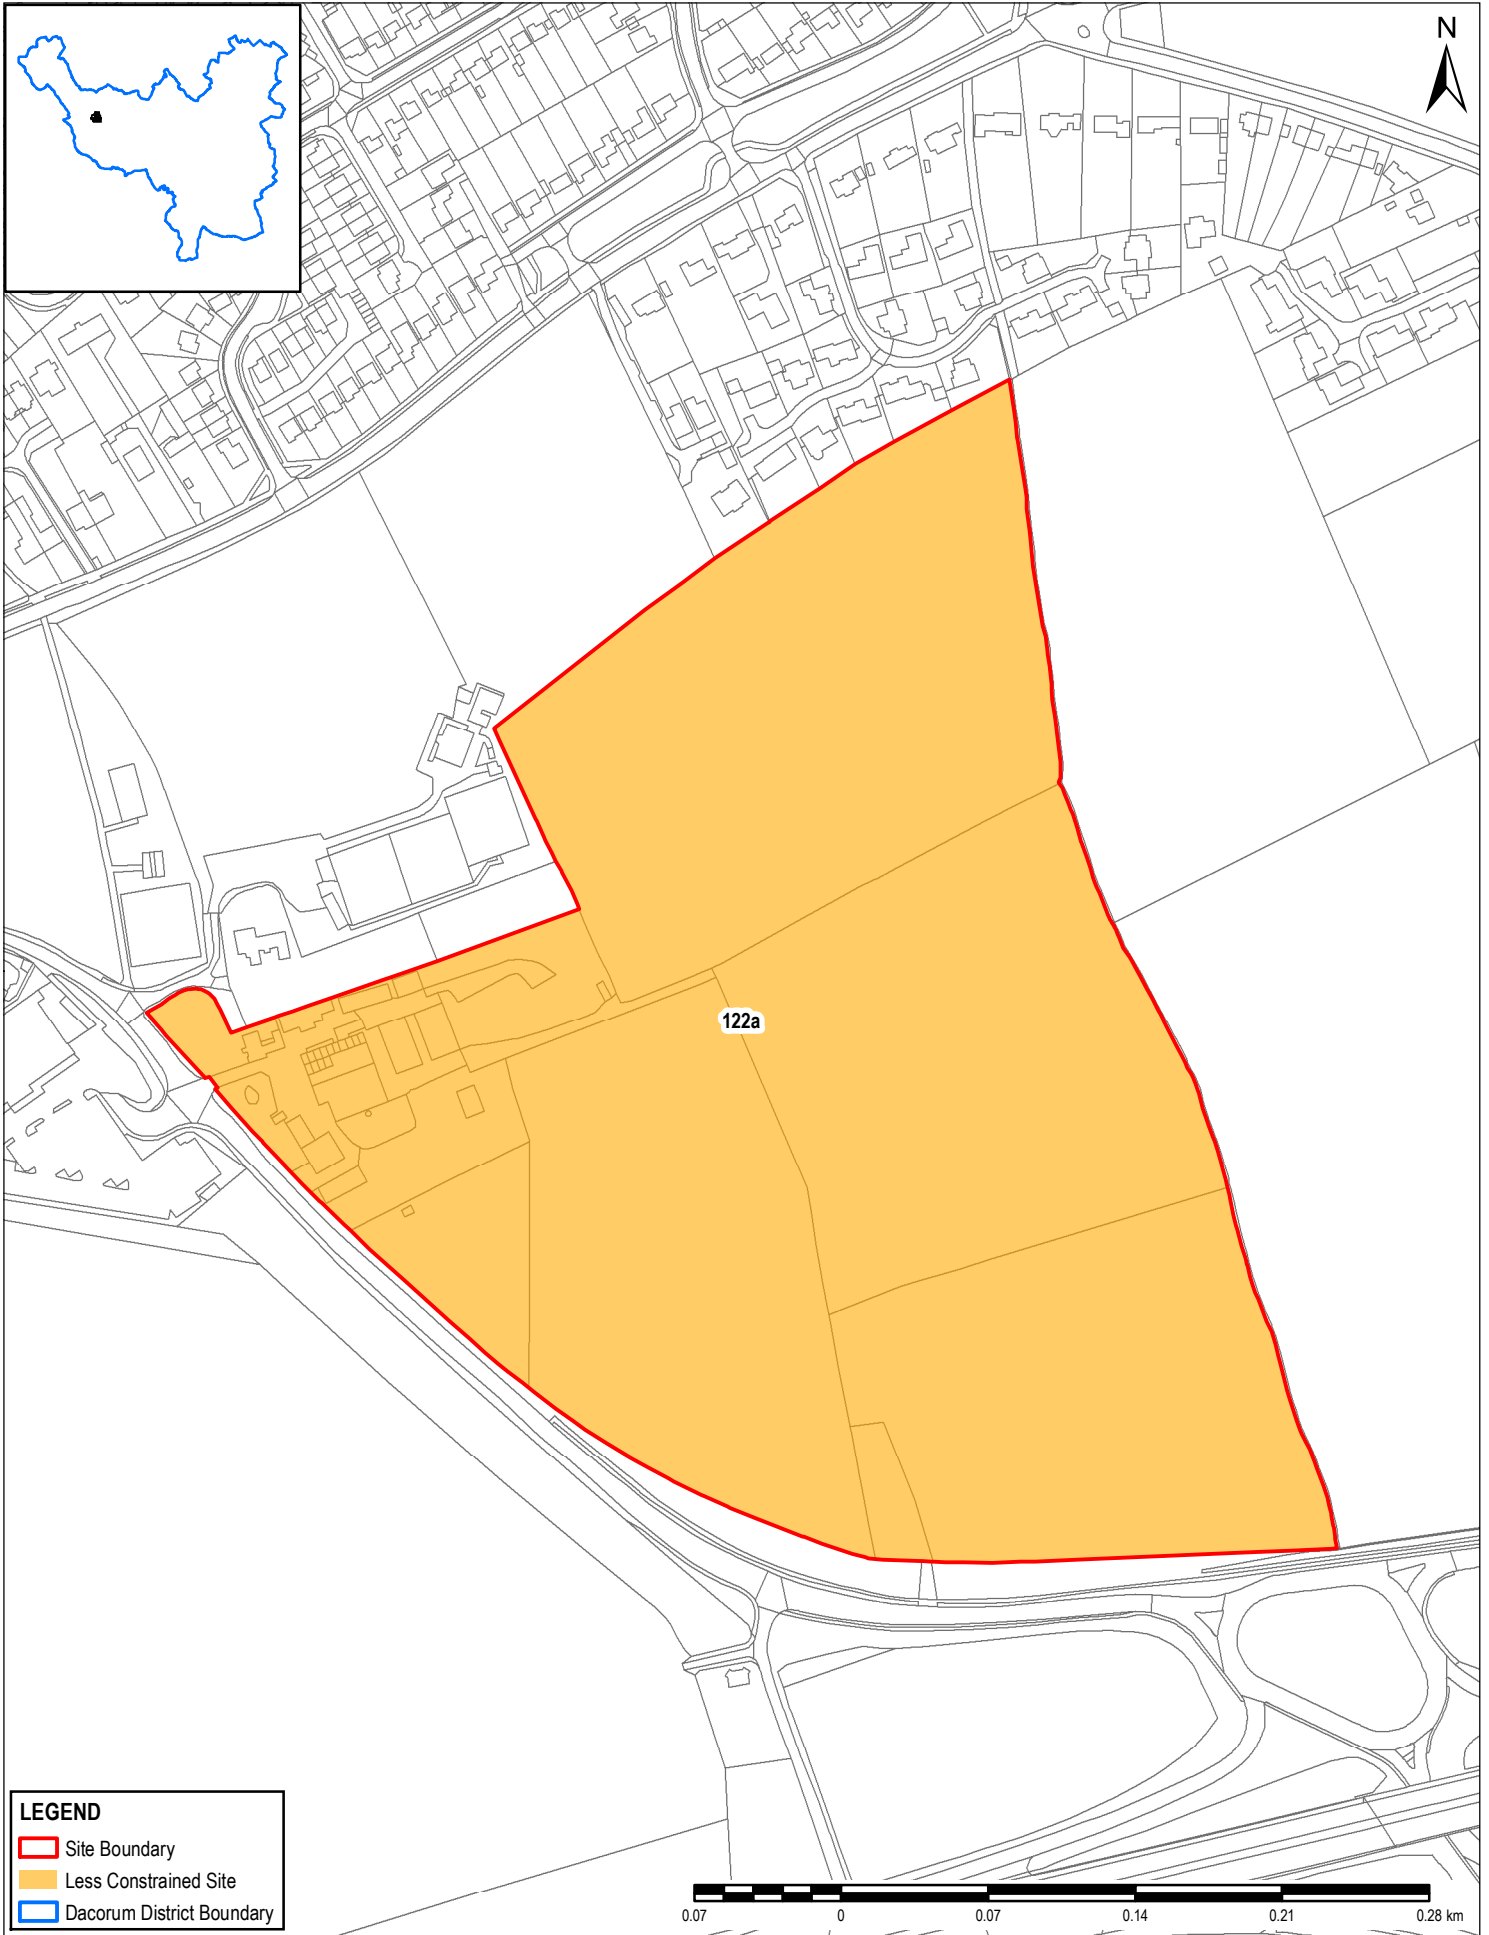 N
122a
LEGEND
Site Boundary
Less Constrained Site
Dacorum District Boundary
0.07 0 0.07 0.14 0.21 0.28 km